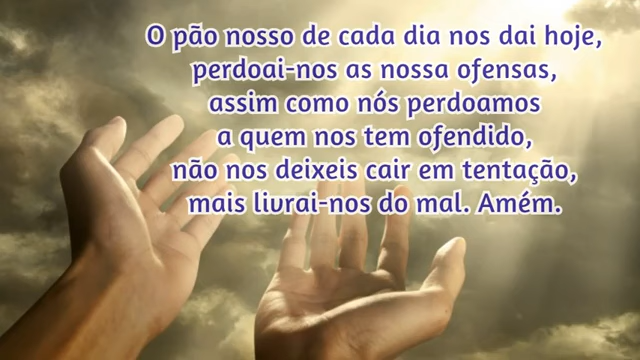 O pão nosso de cada dia nos dai hoje,
perdoai-nos as nossa ofensas,
assim como nós perdoamos
a quem nos tem ofendido,
não nos deixeis cair em tentação,
mais livrai-nos do mal. Amém.